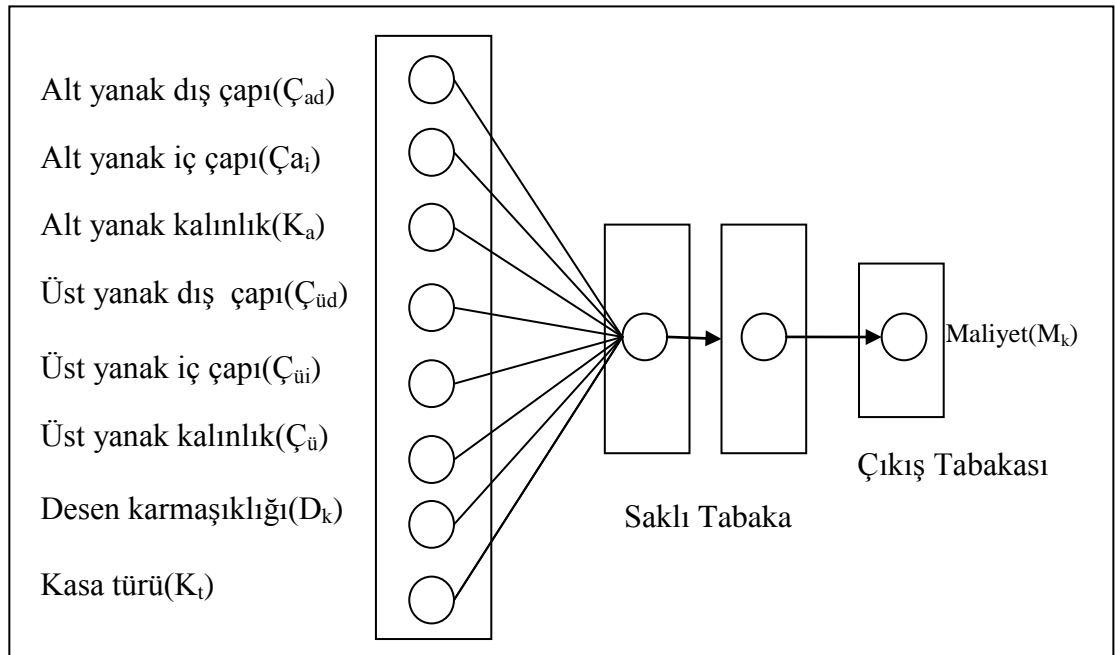 Alt yanak dış çapı(Çad)
Alt yanak iç çapı(Çai)
Alt yanak kalınlık(Ka)
Üst yanak dış çapı(Çüd)
Üst yanak iç çapı(Çüi)
Üst yanak kalınlık(Çü)
Desen karmaşıklığı(Dk)
Kasa türü(Kt)
Saklı Tabaka
Maliyet(Mk)
Çıkış Tabakası